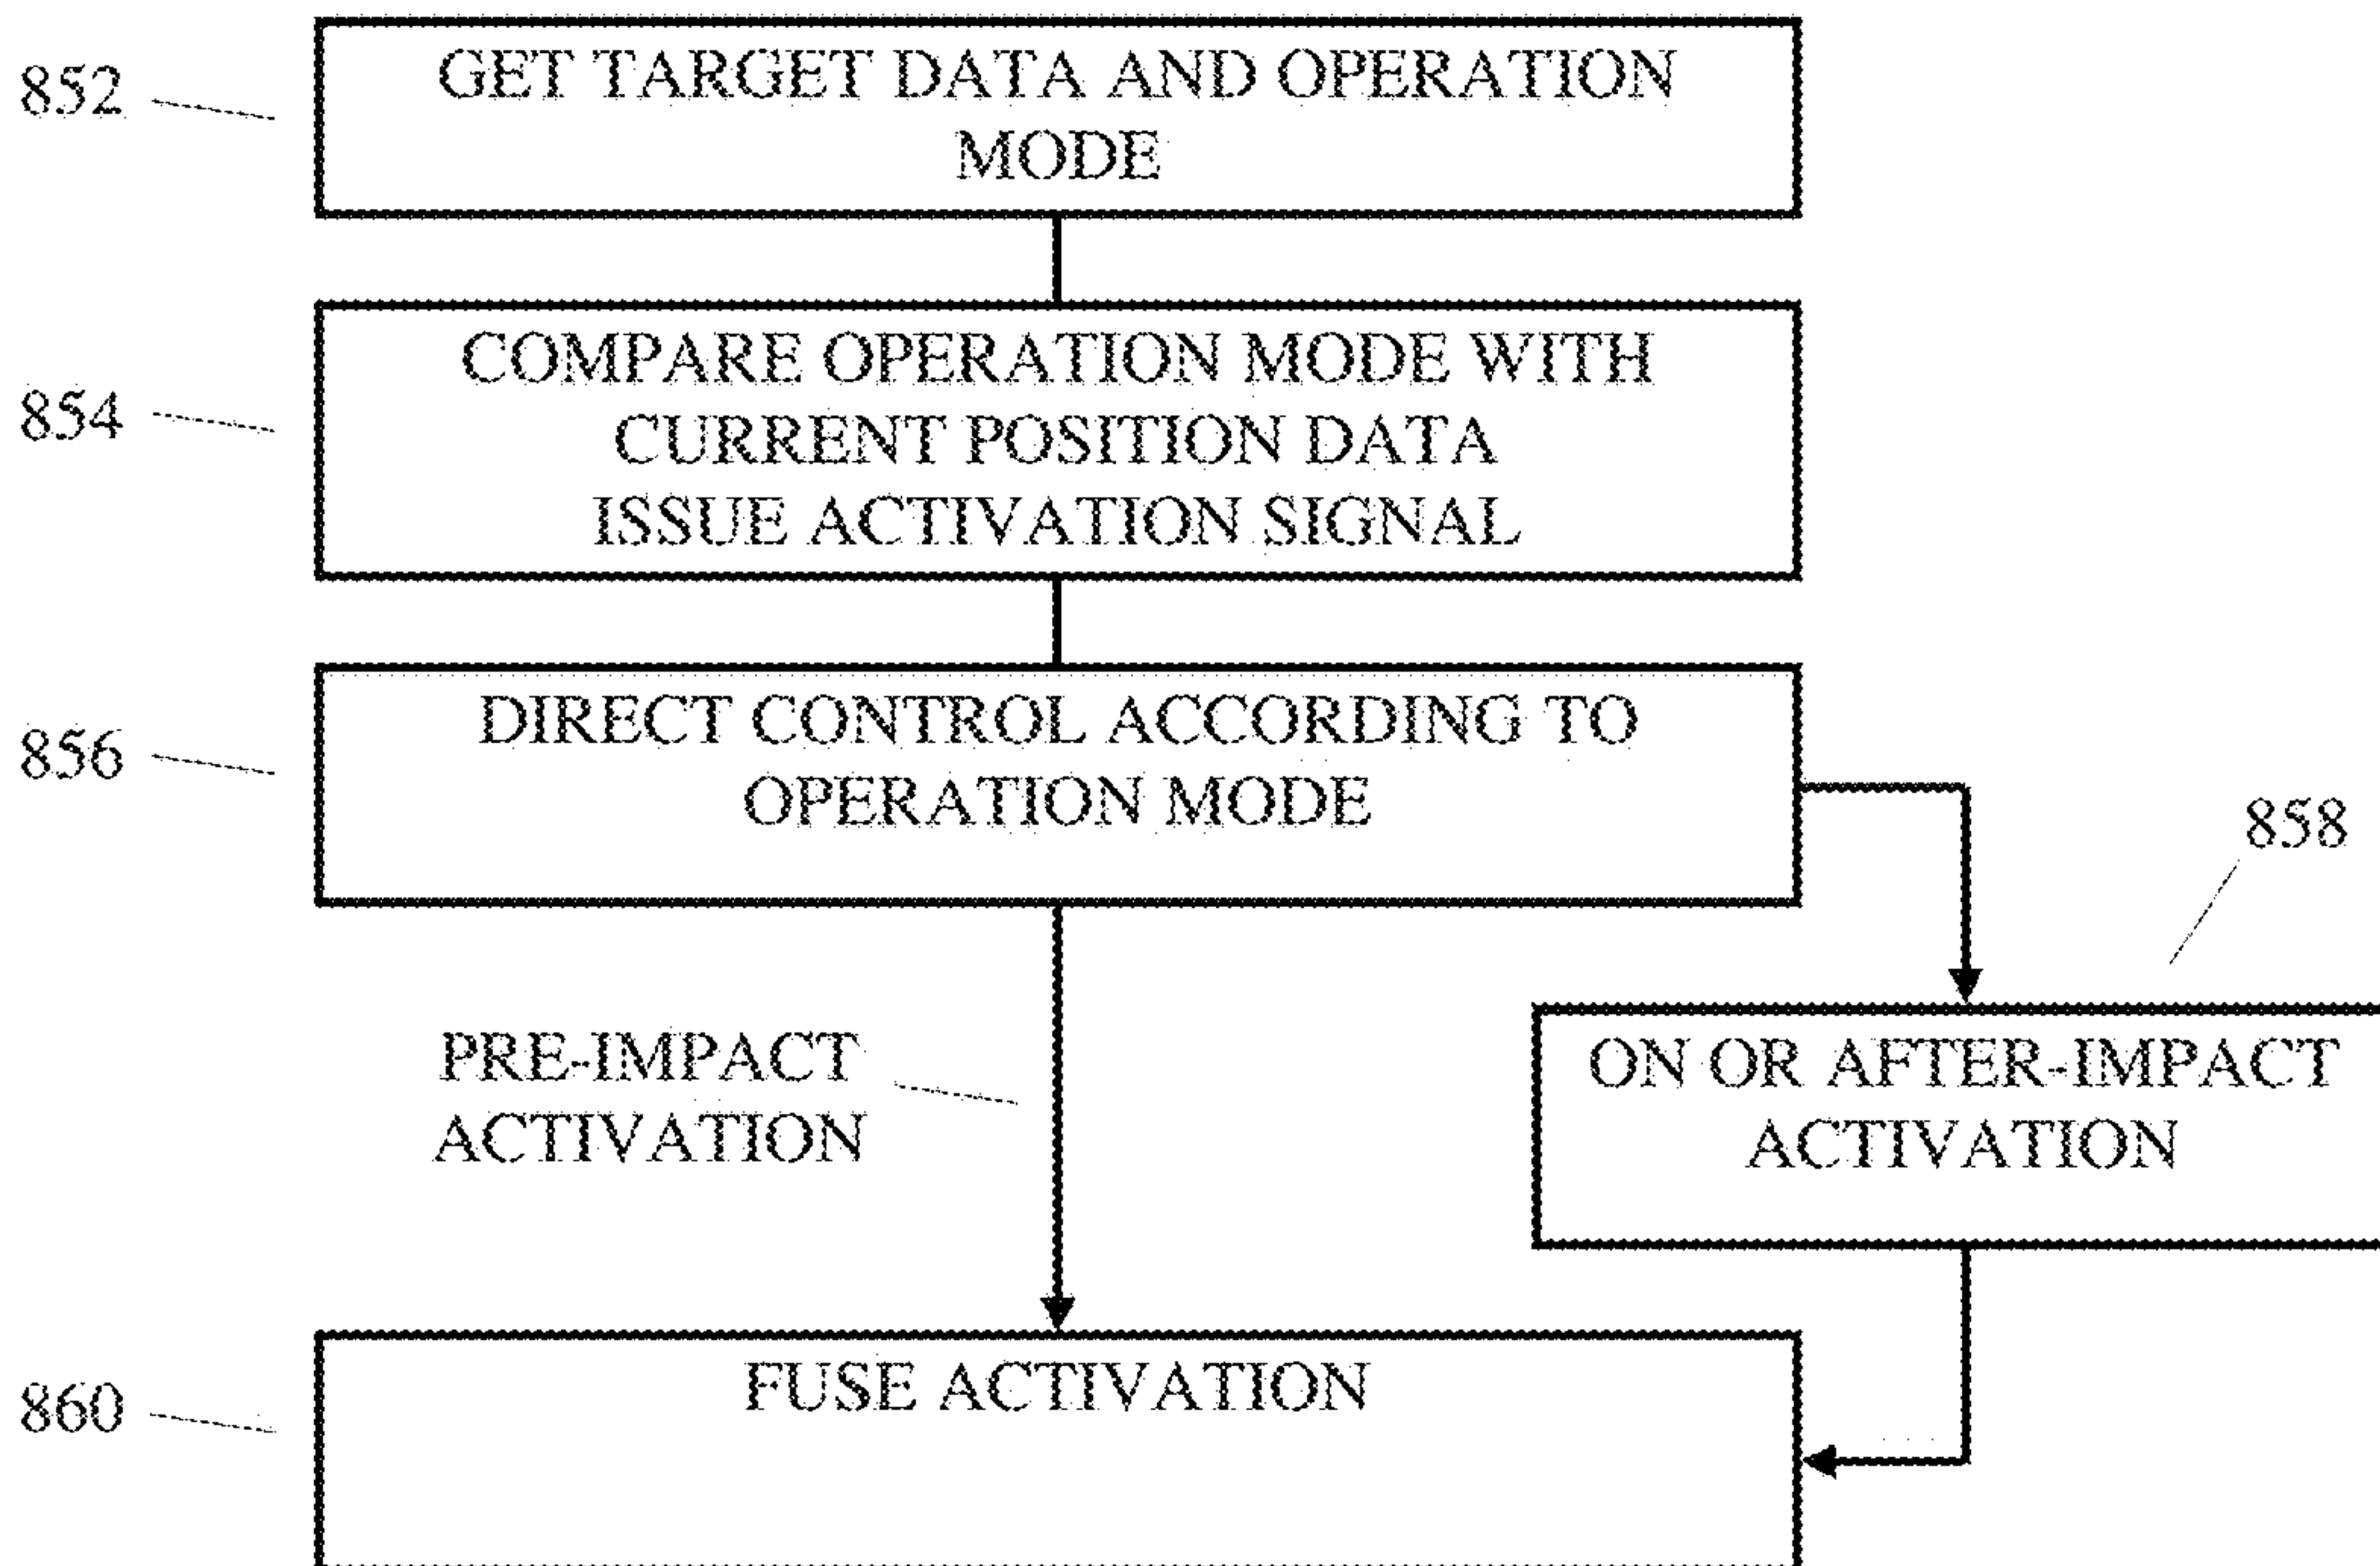 852
GET TARGET DATA AND OPERATION
MODE
854
COMPARE OPERATION MODE WITH
CURRENT POSITION DATA
ISSUE ACTIVATION SIGNAL
856
DIRECT CONTROL ACCORDING TO
OPERATION MODE
858
PRE-IMPACT
ACTIVATION
ON OR AFTER-IMPACT
ACTIVATION
860
FUSE ACTIVATION